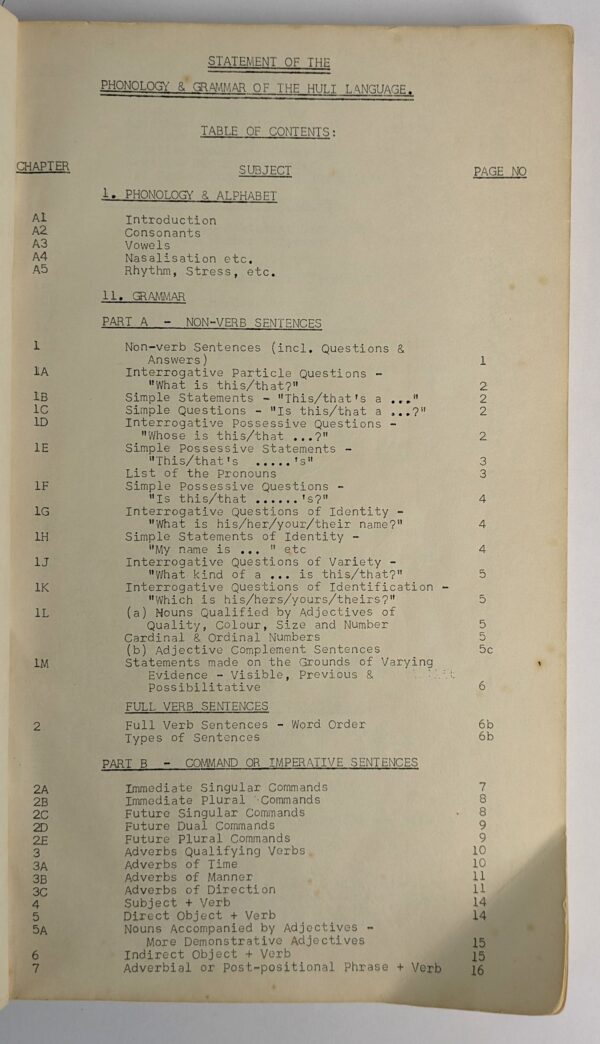 STATEMENT OF THE
PHONOLOGY & GRAMMAR OF THE HULI LANGUAGE.
TABLE OF CONTENTS:
CHAPTER SUBJECT PAGE NO
1. PHONOLOGY & ALPHABET
A1 Introduction
A2 Consonants
A3 Vowels
A4 Nasalisation etc.
A5 Rhythm, Stress, etc.
11. GRAMMAR
PART A - NON-VERB SENTENCES
1 Non-verb Sentences (incl. Questions &
Answers) 1
1A Interrogative Particle Questions -
"What is this/that?" 2
1B Simple Statements - "This/that's a ..." 2
1C Simple Questions - "Is this/that a ...?" 2
1D Interrogative Possessive Questions -
"Whose is this/that ...?" 2
1E Simple Possessive Statements -
"This/that's .....'s" 3
List of the Pronouns 3
1F Simple Possessive Questions -
"Is this/that ......'s?" 4
1G Interrogative Questions of Identity -
"What is his/her/your/their name?" 4
1H Simple Statements of Identity -
"My name is ... " etc 4
1J Interrogative Questions of Variety -
"What kind of a ... is this/that?" 5
1K Interrogative Questions of Identification -
"Which is his/hers/yours/theirs?" 5
1L (a) Nouns Qualified by Adjectives of
Quality, Colour, Size and Number 5
Cardinal & Ordinal Numbers 5
(b) Adjective Complement Sentences 5c
1M Statements made on the Grounds of Varying
Evidence - Visible, Previous &
Possibilitative 6
FULL VERB SENTENCES
2 Full Verb Sentences - Word Order 6b
Types of Sentences 6b
PART B - COMMAND OR IMPERATIVE SENTENCES
2A Immediate Singular Commands 7
2B Immediate Plural Commands 8
2C Future Singular Commands 8
2D Future Dual Commands 9
2E Future Plural Commands 9
3 Adverbs Qualifying Verbs 10
3A Adverbs of Time 10
3B Adverbs of Manner 11
3C Adverbs of Direction 11
4 Subject + Verb 14
5 Direct Object + Verb 14
5A Nouns Accompanied by Adjectives -
More Demonstrative Adjectives 15
6 Indirect Object + Verb 15
7 Adverbial or Post-positional Phrase + Verb 16